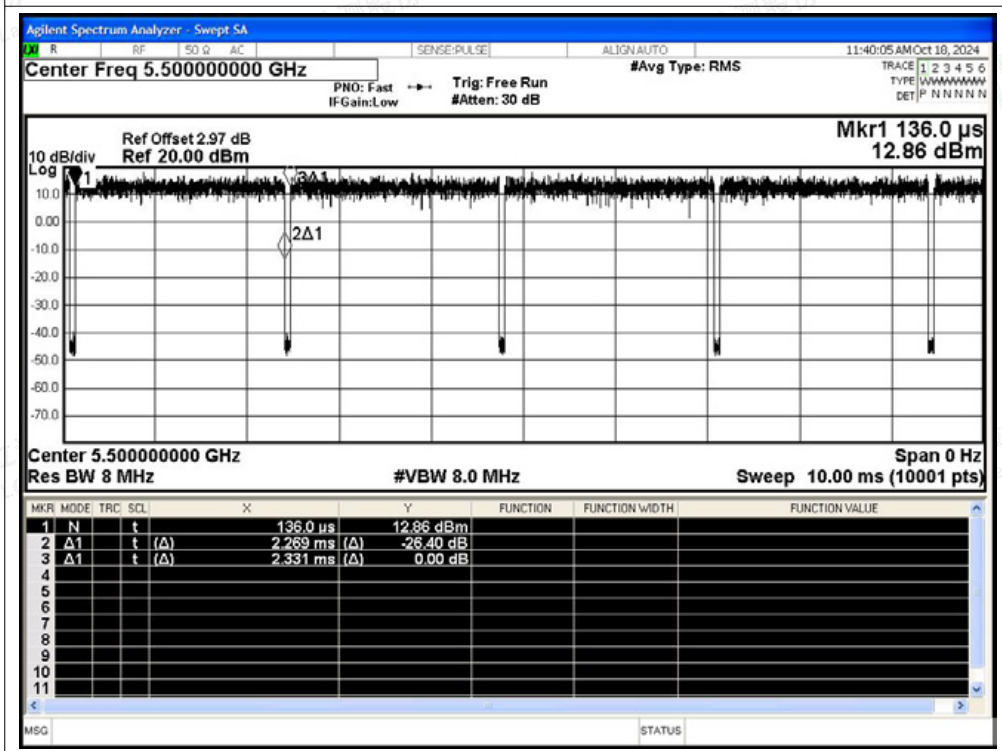 Agilent Spectrum Analyzer - Swept SA
LXI R RF 50 Ω AC SENSE:PULSE ALIGN AUTO 11:40:05 AM Oct 18, 2024
Center Freq 5.500000000 GHz
PNO: Fast
IFGain:Low
Trig: Free Run
#Atten: 30 dB
#Avg Type: RMS
TRACE 1 2 3 4 5 6
TYPE WWWWWW
DET P N N N N N
Mkr1 136.0 µs
12.86 dBm
Ref Offset 2.97 dB
10 dB/div Ref 20.00 dBm
Log
1
3Δ1
10.0
0.00
2Δ1
-10.0
-20.0
-30.0
-40.0
-50.0
-60.0
-70.0
Center 5.500000000 GHz Span 0 Hz
Res BW 8 MHz #VBW 8.0 MHz Sweep 10.00 ms (10001 pts)
MKR MODE TRC SCL X Y FUNCTION FUNCTION WIDTH FUNCTION VALUE
1 N t 136.0 µs 12.86 dBm
2 Δ1 t (Δ) 2.269 ms (Δ) -26.40 dB
3 Δ1 t (Δ) 2.331 ms (Δ) 0.00 dB
4
5
6
7
8
9
10
11
MSG STATUS